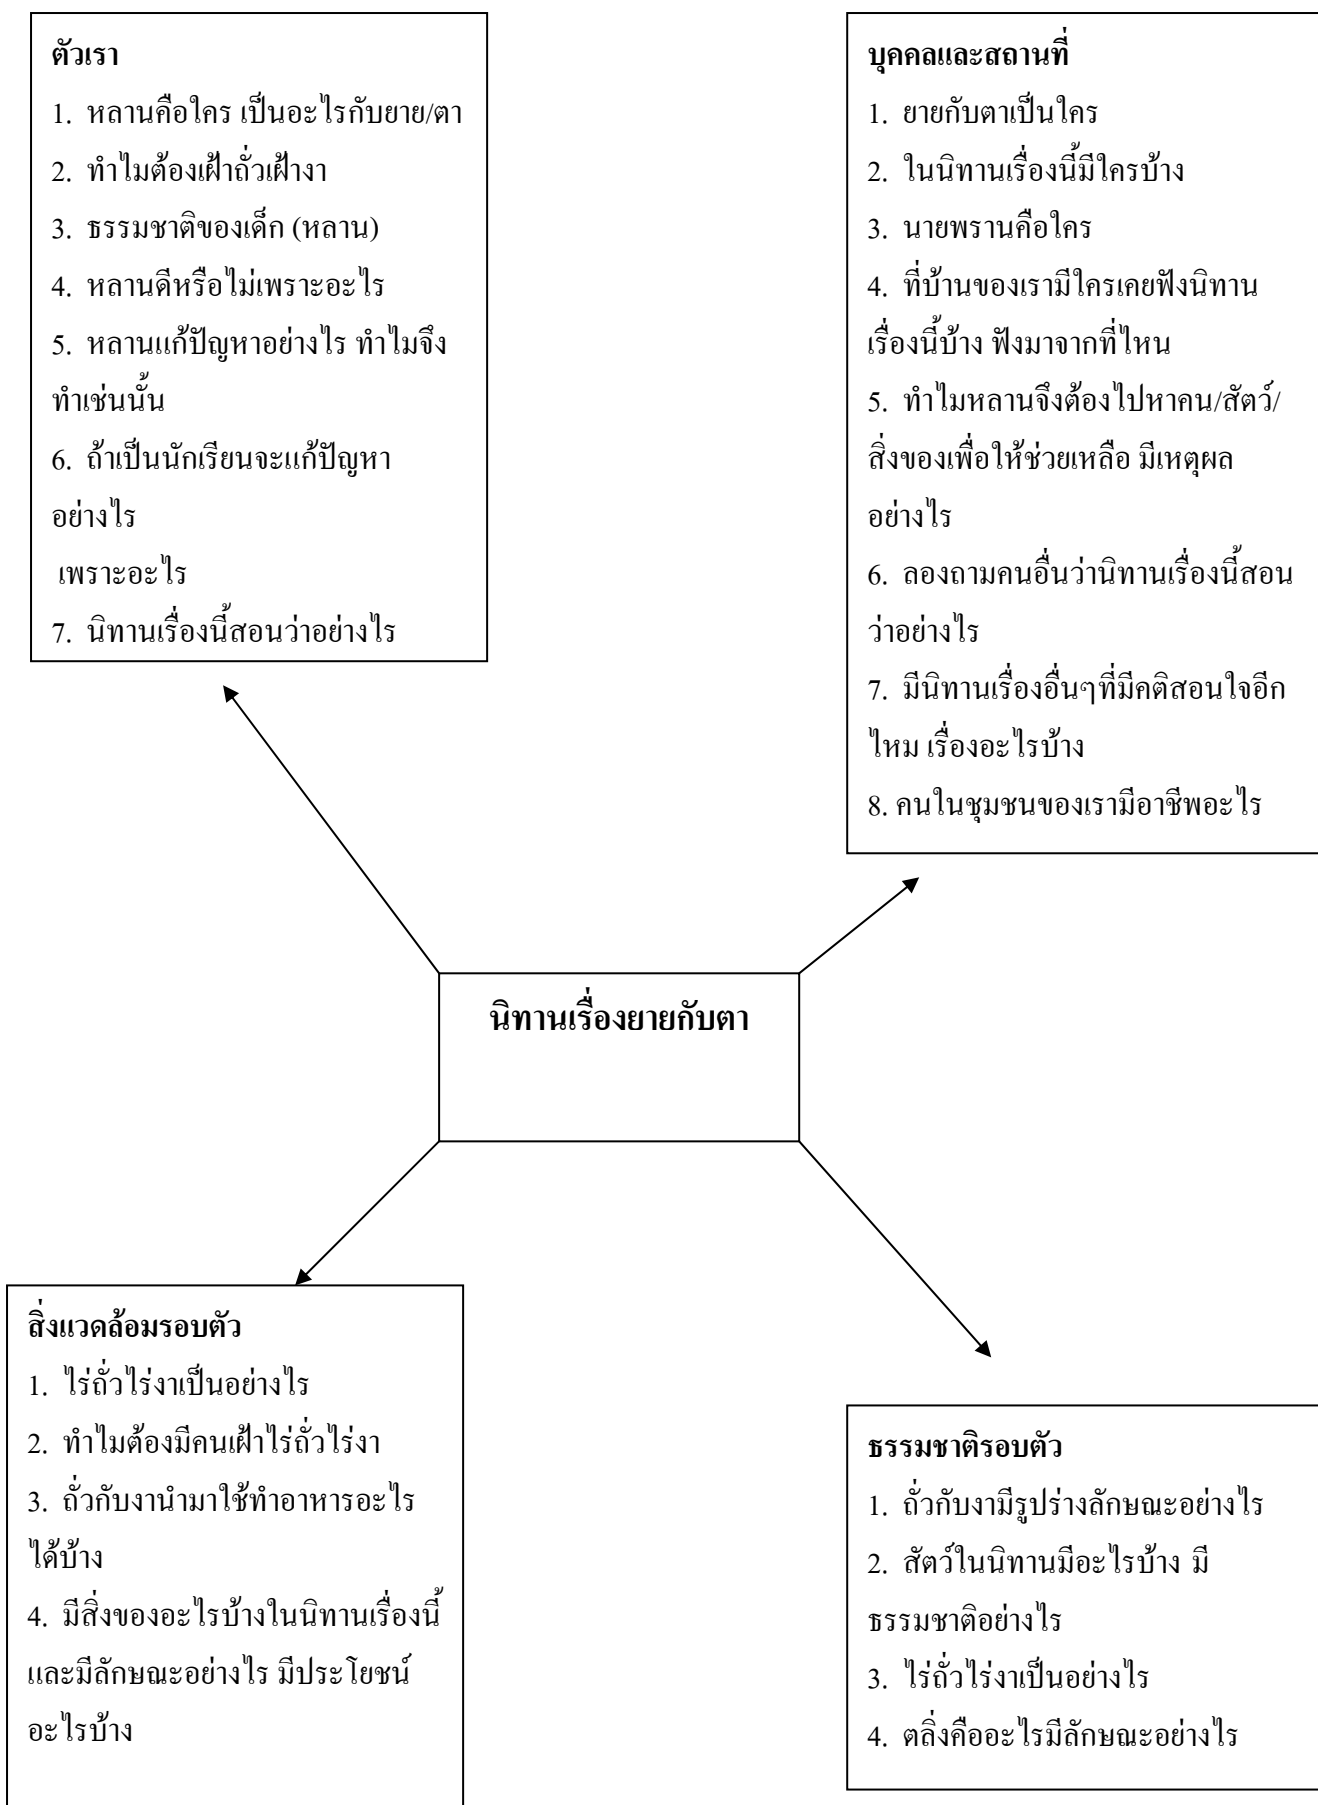 ตัวเรา
1. หลานคือใคร เป็นอะไรกับยาย/ตา
2. ทำไมต้องเฝ้าถั่วเฝ้างา
3. ธรรมชาติของเด็ก (หลาน)
4. หลานดีหรือไม่เพราะอะไร
5. หลานแก้ปัญหาอย่างไร ทำไมจึง
ทำเช่นนั้น
6. ถ้าเป็นนักเรียนจะแก้ปัญหา
อย่างไร
เพราะอะไร
7. นิทานเรื่องนี้สอนว่าอย่างไร
บุคคลและสถานที่
1. ยายกับตาเป็นใคร
2. ในนิทานเรื่องนี้มีใครบ้าง
3. นายพรานคือใคร
4. ที่บ้านของเรามีใครเคยฟังนิทาน
เรื่องนี้บ้าง ฟังมาจากที่ไหน
5. ทำไมหลานจึงต้องไปหาคน/สัตว์/
สิ่งของเพื่อให้ช่วยเหลือ มีเหตุผล
อย่างไร
6. ลองถามคนอื่นว่านิทานเรื่องนี้สอน
ว่าอย่างไร
7. มีนิทานเรื่องอื่นๆที่มีคติสอนใจอีก
ไหม เรื่องอะไรบ้าง
8. คนในชุมชนของเรามีอาชีพอะไร
นิทานเรื่องยายกับตา
สิ่งแวดล้อมรอบตัว
1. ไร่ถั่วไร่งาเป็นอย่างไร
2. ทำไมต้องมีคนเฝ้าไร่ถั่วไร่งา
3. ถั่วกับงานำมาใช้ทำอาหารอะไร
ได้บ้าง
4. มีสิ่งของอะไรบ้างในนิทานเรื่องนี้
และมีลักษณะอย่างไร มีประโยชน์
อะไรบ้าง
ธรรมชาติรอบตัว
1. ถั่วกับงามีรูปร่างลักษณะอย่างไร
2. สัตว์ในนิทานมีอะไรบ้าง มี
ธรรมชาติอย่างไร
3. ไร่ถั่วไร่งาเป็นอย่างไร
4. ตลิ่งคืออะไรมีลักษณะอย่างไร